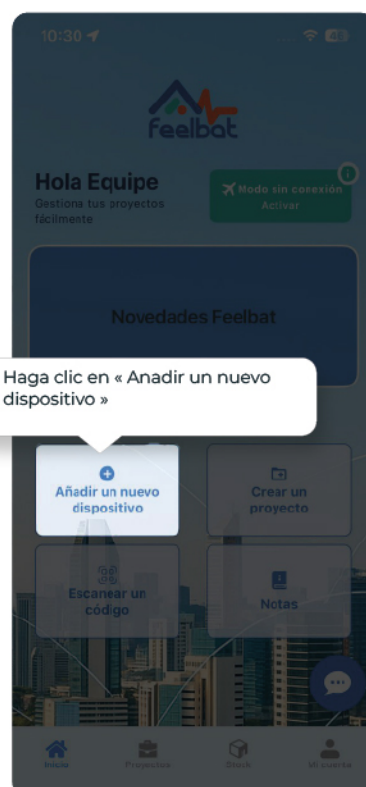 10:30
feelbat
Hola Equipe
Gestiona tus proyectos
fácilmente
Modo sin conexión
Activar
Novedades Feelbat
Haga clic en « Anadir un nuevo
dispositivo »
Añadir un nuevo
dispositivo
Crear un
proyecto
Escanear un
código
Notas
Inicio
Proyectos
Stock
Mi cuenta